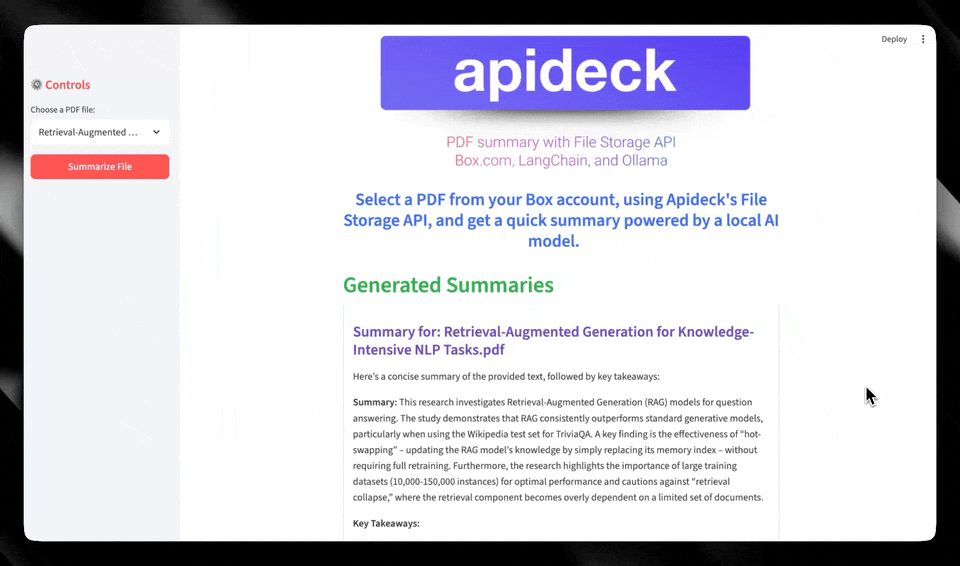 Deploy
Controls
Choose a PDF file:
Retrieval-Augmented ...
Summarize File
apideck
PDF summary with File Storage API
Box.com, LangChain, and Ollama
Select a PDF from your Box account, using Apideck's File
Storage API, and get a quick summary powered by a local AI
model.
Generated Summaries
Summary for: Retrieval-Augmented Generation for Knowledge-
Intensive NLP Tasks.pdf
Here's a concise summary of the provided text, followed by key takeaways:
Summary: This research investigates Retrieval-Augmented Generation (RAG) models for question
answering. The study demonstrates that RAG consistently outperforms standard generative models,
particularly when using the Wikipedia test set for TriviaQA. A key finding is the effectiveness of “hot-
swapping” – updating the RAG model's knowledge by simply replacing its memory index – without
requiring full retraining. Furthermore, the research highlights the importance of large training
datasets (10,000-150,000 instances) for optimal performance and cautions against “retrieval
collapse,” where the retrieval component becomes overly dependent on a limited set of documents.
Key Takeaways: